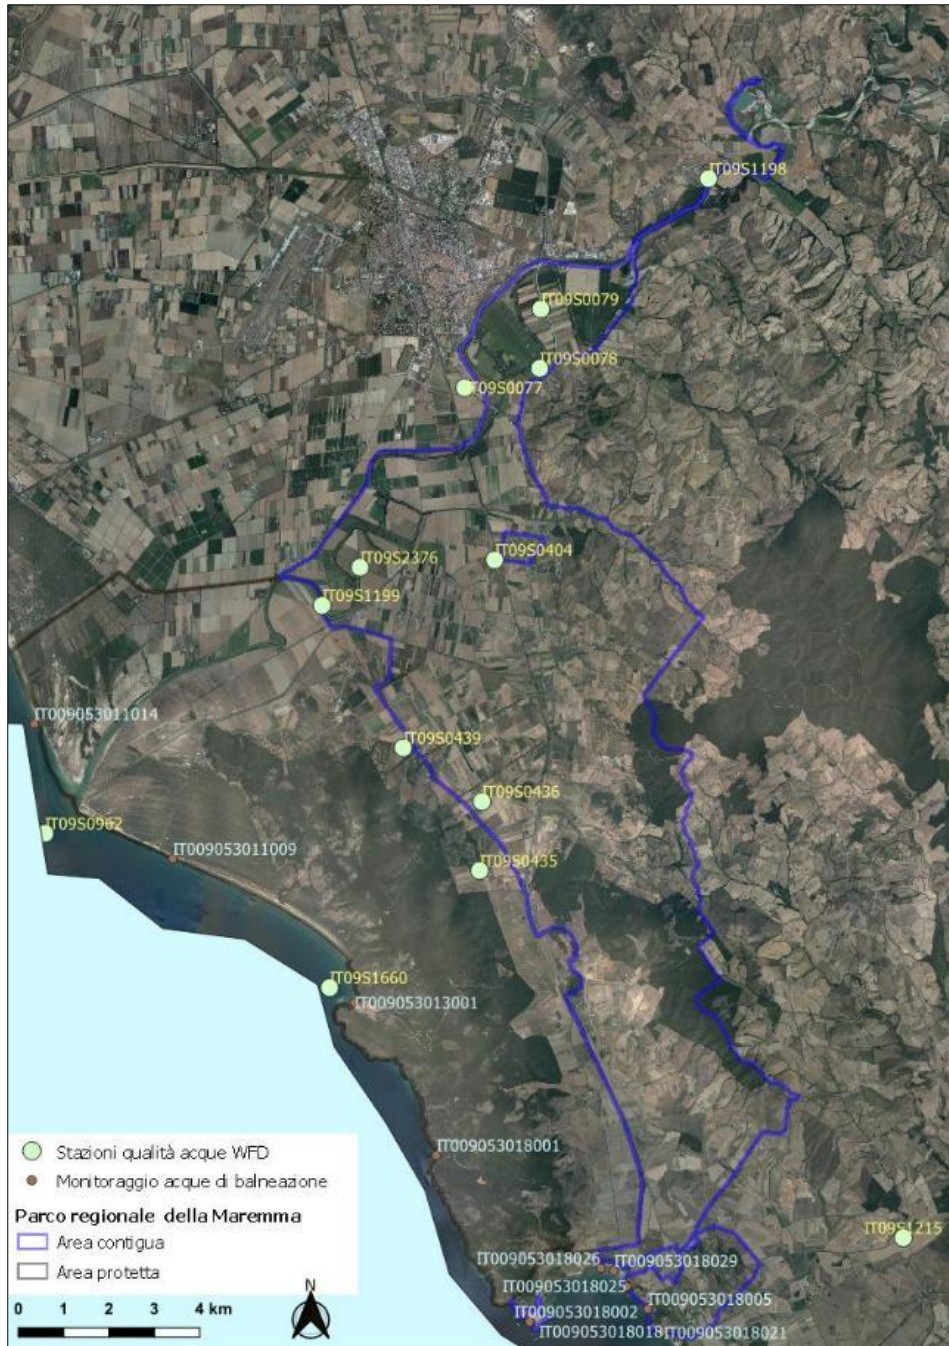 IT09S1198
IT09S0079
IT09S0078
IT09S0077
IT09S0404
IT09S2376
IT09S1199
IT009053011014
IT09S0439
IT09S0436
IT09S0962
IT009053011009
IT09S0435
IT09S1660
IT009053013001
IT009053018001
IT09S1215
IT009053018026
IT009053018029
IT009053018025
IT009053018002
IT009053018005
IT009053018018
IT009053018021
Stazioni qualità acque WFD
Monitoraggio acque di balneazione
Parco regionale della Maremma
Area contigua
Area protetta
0 1 2 3 4 km
N